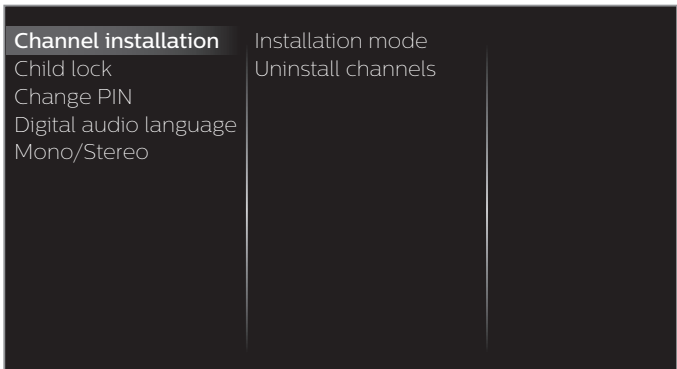 Channel installation
Child lock
Change PIN
Digital audio language
Mono/Stereo
Installation mode
Uninstall channels